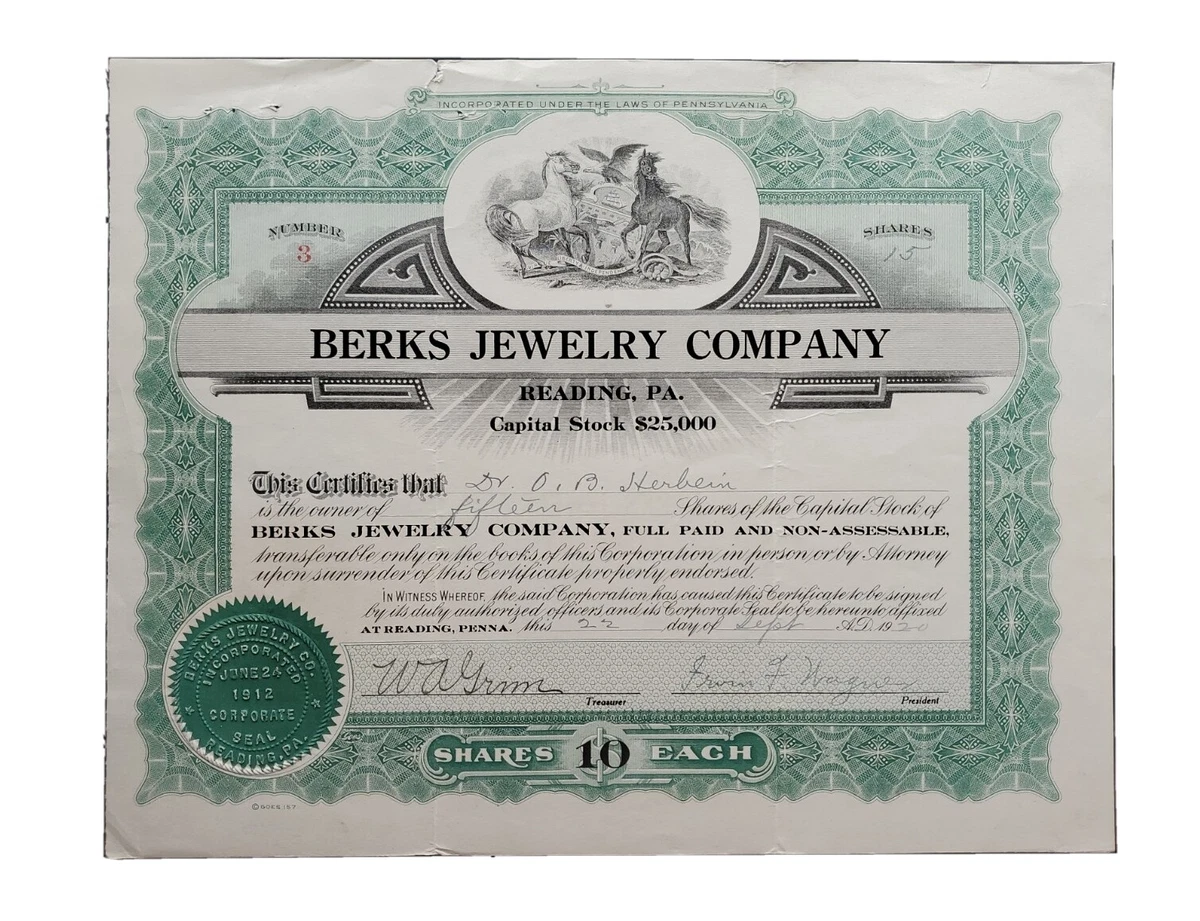 INCORPORATED UNDER THE LAWS OF PENNSYLVANIA
NUMBER
3
SHARES
15
BERKS JEWELRY COMPANY
READING, PA.
Capital Stock $25,000
This Certifies that Dr. O. B. Herbein
is the owner of fifteen Shares of the Capital Stock of
BERKS JEWELRY COMPANY, FULL PAID AND NON-ASSESSABLE,
transferable only on the books of this Corporation in person or by Attorney
upon surrender of this Certificate properly endorsed.
IN WITNESS WHEREOF, the said Corporation has caused this Certificate to be signed
by its duly authorized officers and its Corporate Seal to be hereunto affixed
AT READING, PENNA. this 22 day of Sept A.D. 1920
BERKS JEWELRY CO.
INCORPORATED
JUNE 24
1912
CORPORATE
SEAL
READING, PA.
W A Grim
Treasurer
Irvin F. Wagner
President
SHARES $10 EACH
© GOES 157